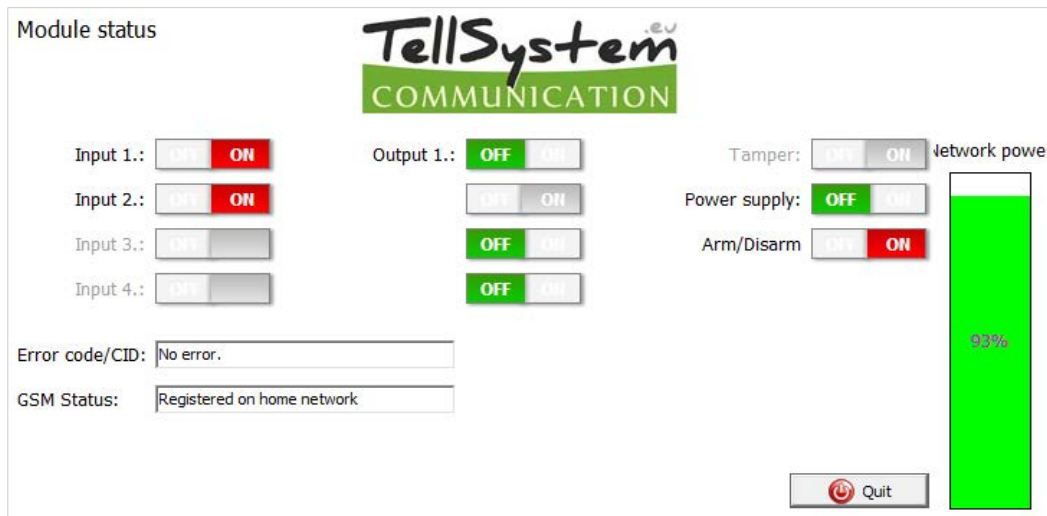 Module status
TellSystem.eu
COMMUNICATION
Input 1.: OFF ON Output 1.: OFF ON Tamper: OFF ON Network powe
Input 2.: OFF ON OFF ON Power supply: OFF ON
Input 3.: OFF OFF ON Arm/Disarm OFF ON
Input 4.: OFF OFF ON
93%
Error code/CID: No error.
GSM Status: Registered on home network
Quit